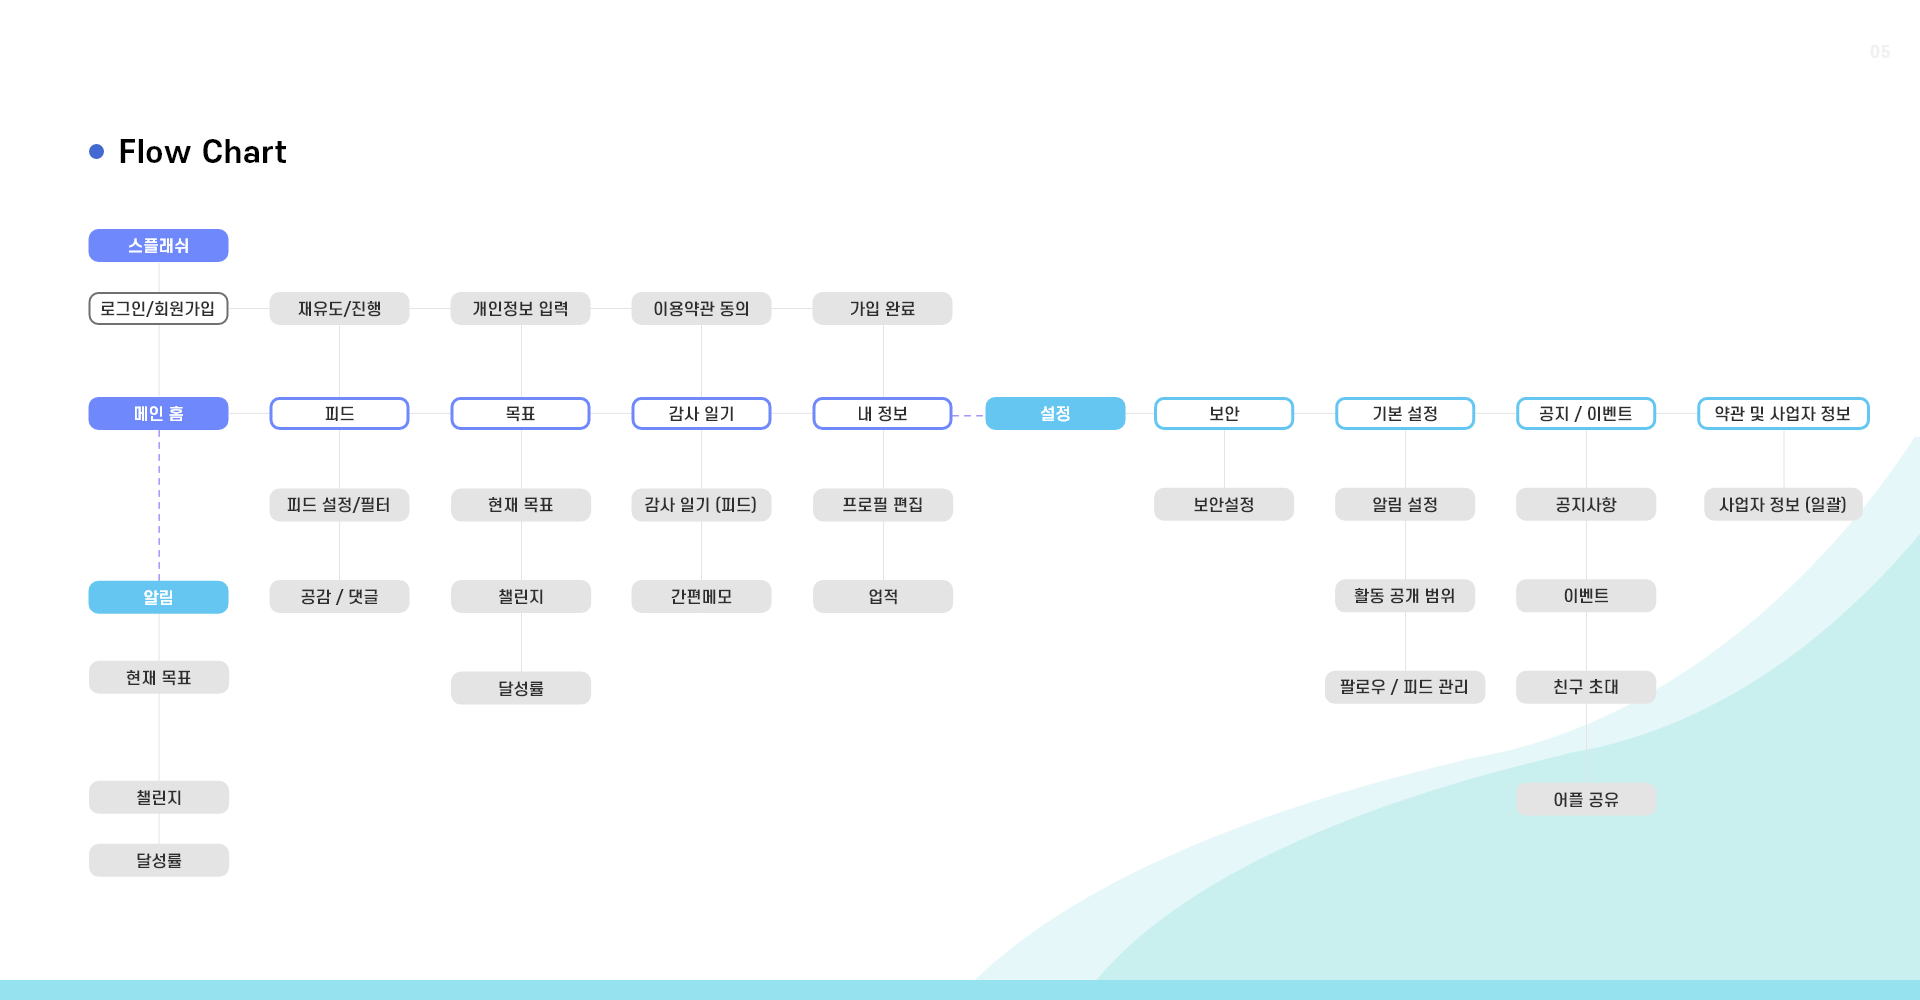 05
Flow Chart
스플래쉬
로그인/회원가입
재유도/진행
개인정보 입력
이용약관 동의
가입 완료
메인 홈
피드
목표
감사 일기
내 정보
설정
보안
기본 설정
공지 / 이벤트
약관 및 사업자 정보
피드 설정/필터
현재 목표
감사 일기 (피드)
프로필 편집
보안설정
알림 설정
공지사항
사업자 정보 (일괄)
알림
공감 / 댓글
챌린지
간편메모
업적
활동 공개 범위
이벤트
현재 목표
달성률
팔로우 / 피드 관리
친구 초대
챌린지
어플 공유
달성률